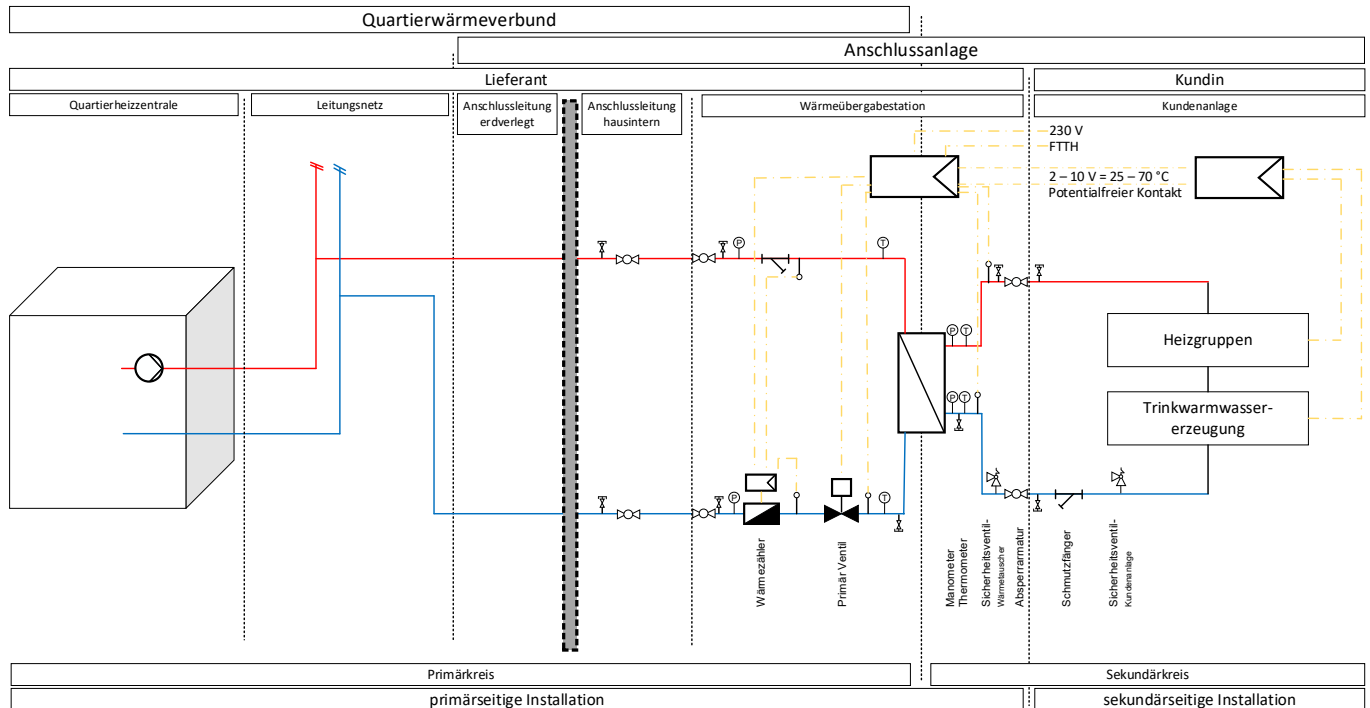 Quartierwärmeverbund
Anschlussanlage
Lieferant
Kundin
Quartierheizzentrale
Leitungsnetz
Anschlussleitung
erdverlegt
Anschlussleitung
hausintern
Wärmeübergabestation
Kundenanlage
230 V
FTTH
2 – 10 V = 25 – 70 °C
Potentialfreier Kontakt
P
T
P
T
P
T
P
T
Heizgruppen
Trinkwarmwasser-
erzeugung
Wärmezähler
Primär Ventil
Manometer
Thermometer
Sicherheitsventil-
Wärmetauscher
Absperrarmatur
Schmutzfänger
Sicherheitsventil-
Kundenanlage
Primärkreis
Sekundärkreis
primärseitige Installation
sekundärseitige Installation